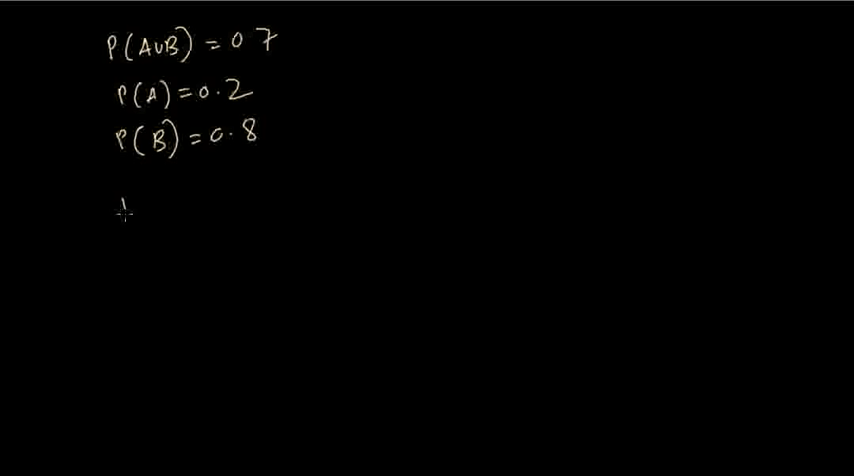 P(A∪B) = 0 7
P(A) = 0.2
P(B) = 0.8